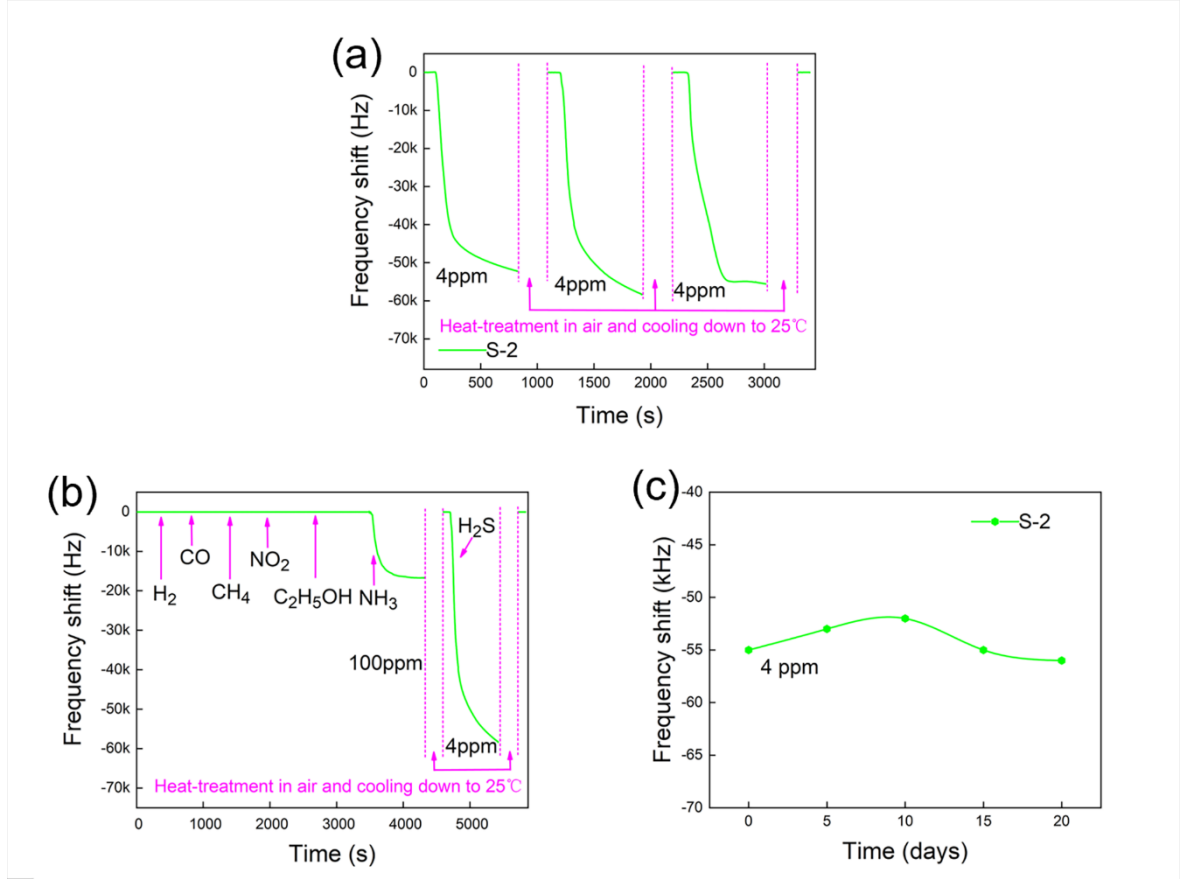 (a)
Frequency shift (Hz)
0
-10k
-20k
-30k
-40k
-50k
-60k
-70k
4ppm
4ppm
4ppm
Heat-treatment in air and cooling down to 25℃
S-2
0 500 1000 1500 2000 2500 3000
Time (s)
(b)
Frequency shift (Hz)
0
-10k
-20k
-30k
-40k
-50k
-60k
-70k
H2
CO
CH4
NO2
C2H5OH
NH3
H2S
100ppm
4ppm
Heat-treatment in air and cooling down to 25℃
0 1000 2000 3000 4000 5000
Time (s)
(c)
Frequency shift (kHz)
-40
-45
-50
-55
-60
-65
-70
S-2
4 ppm
0 5 10 15 20
Time (days)